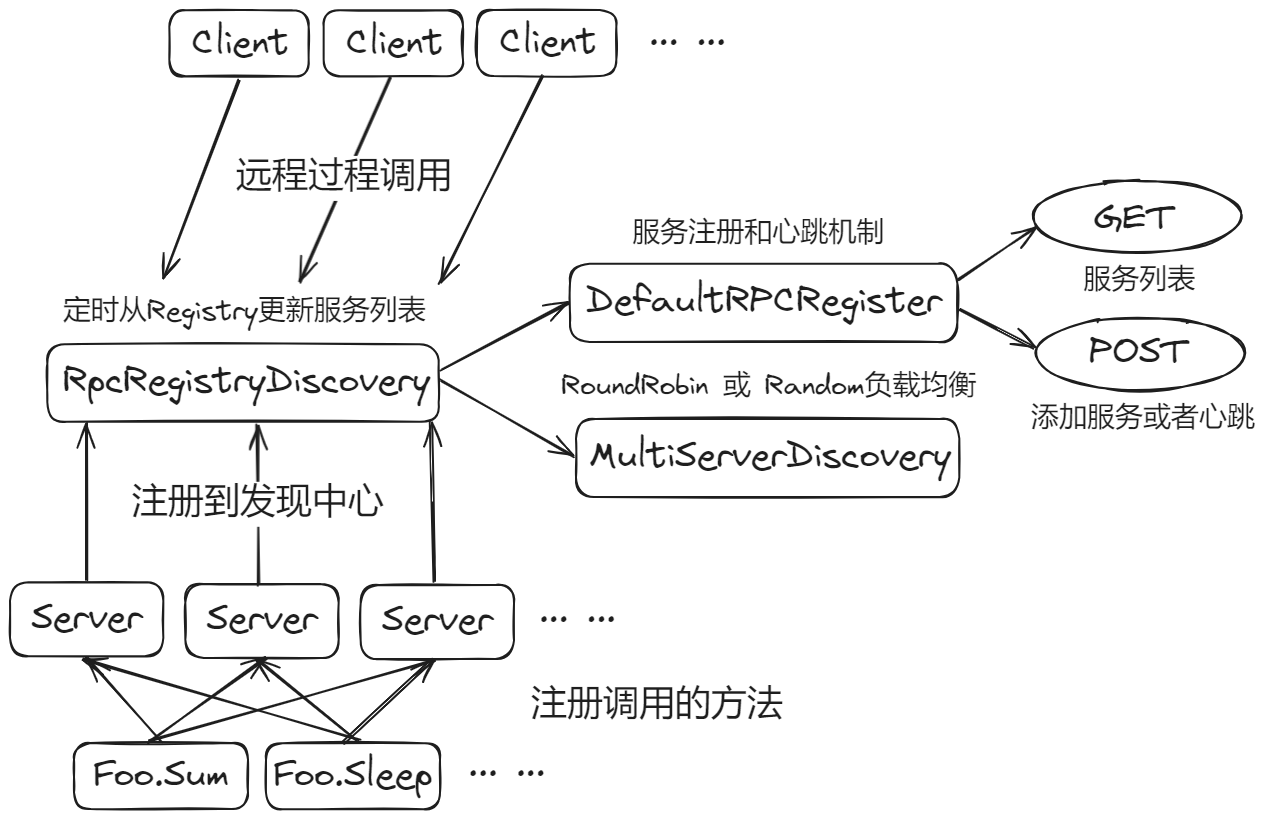 Client
Client
Client
... ...
远程过程调用
服务注册和心跳机制
GET
服务列表
定时从Registry更新服务列表
DefaultRPCRegister
POST
添加服务或者心跳
RpcRegistryDiscovery
RoundRobin 或 Random负载均衡
MultiServerDiscovery
注册到发现中心
Server
Server
Server
... ...
注册调用的方法
Foo.Sum
Foo.Sleep
... ...